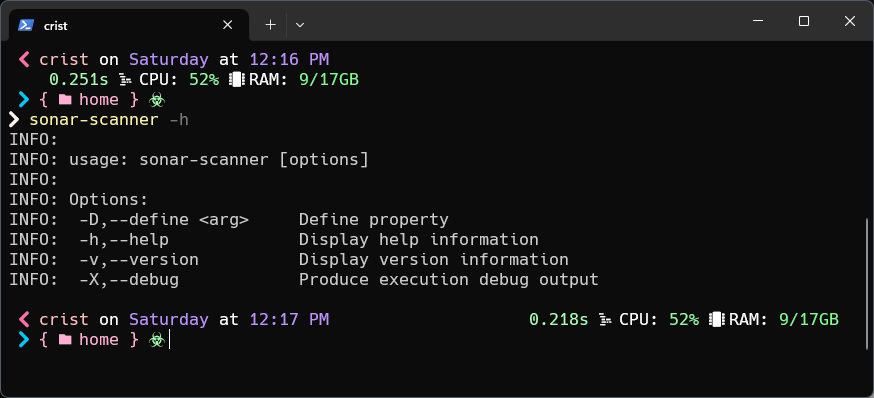 crist
crist on Saturday at 12:16 PM
0.251s CPU: 52% RAM: 9/17GB
{ home }
sonar-scanner -h
INFO:
INFO: usage: sonar-scanner [options]
INFO:
INFO: Options:
INFO:  -D,--define <arg>     Define property
INFO:  -h,--help             Display help information
INFO:  -v,--version          Display version information
INFO:  -X,--debug            Produce execution debug output
crist on Saturday at 12:17 PM 0.218s CPU: 52% RAM: 9/17GB
{ home }